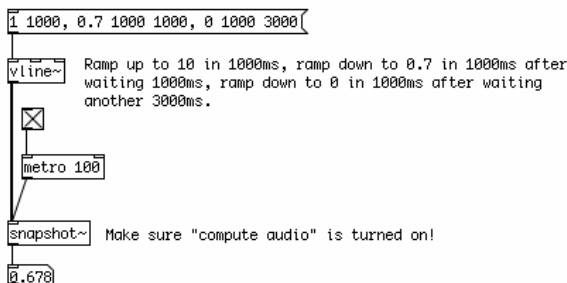 1 1000, 0.7 1000 1000, 0 1000 3000
vline~
Ramp up to 10 in 1000ms, ramp down to 0.7 in 1000ms after
waiting 1000ms, ramp down to 0 in 1000ms after waiting
another 3000ms.
metro 100
snapshot~
Make sure "compute audio" is turned on!
0.678